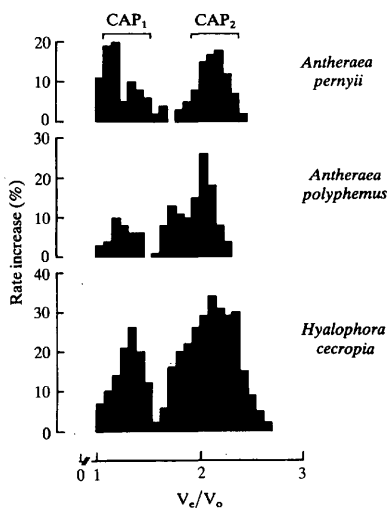 CAP₁ CAP₂
20
10
0
Antheraea
pernyii
30
20
10
0
Antheraea
polyphemus
40
30
20
10
0
Hyalophora
cecropia
Rate increase (%)
0 1 2 3
Vₑ/Vₒ